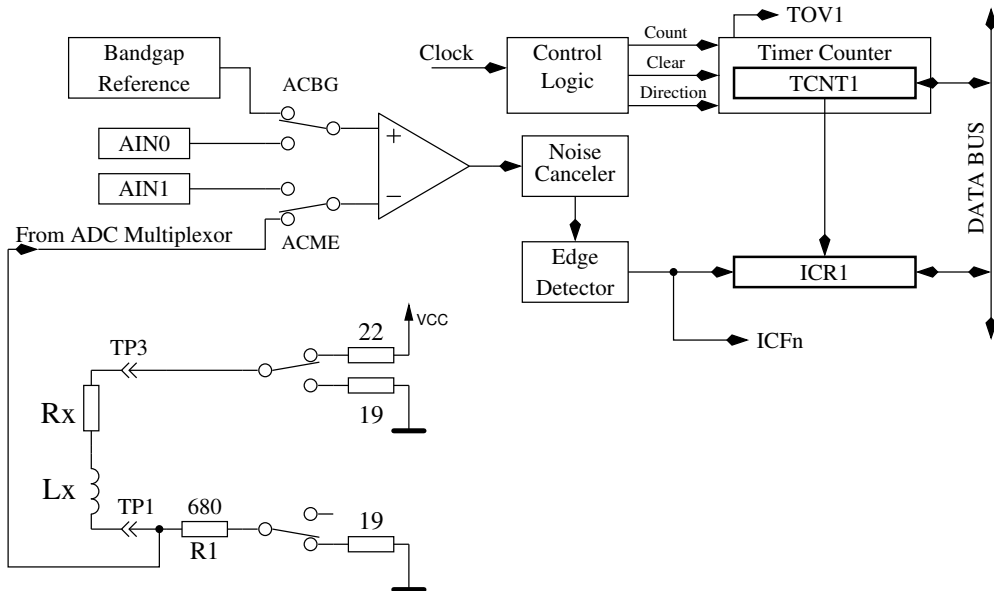 TOV1
Bandgap
Reference
ACBG
Clock
Control
Logic
Count
Clear
Direction
Timer Counter
TCNT1
DATA BUS
AIN0
+
Noise
Canceler
AIN1
−
From ADC Multiplexor
ACME
Edge
Detector
ICR1
ICFn
VCC
22
TP3
19
Rx
Lx
TP1
680
R1
19